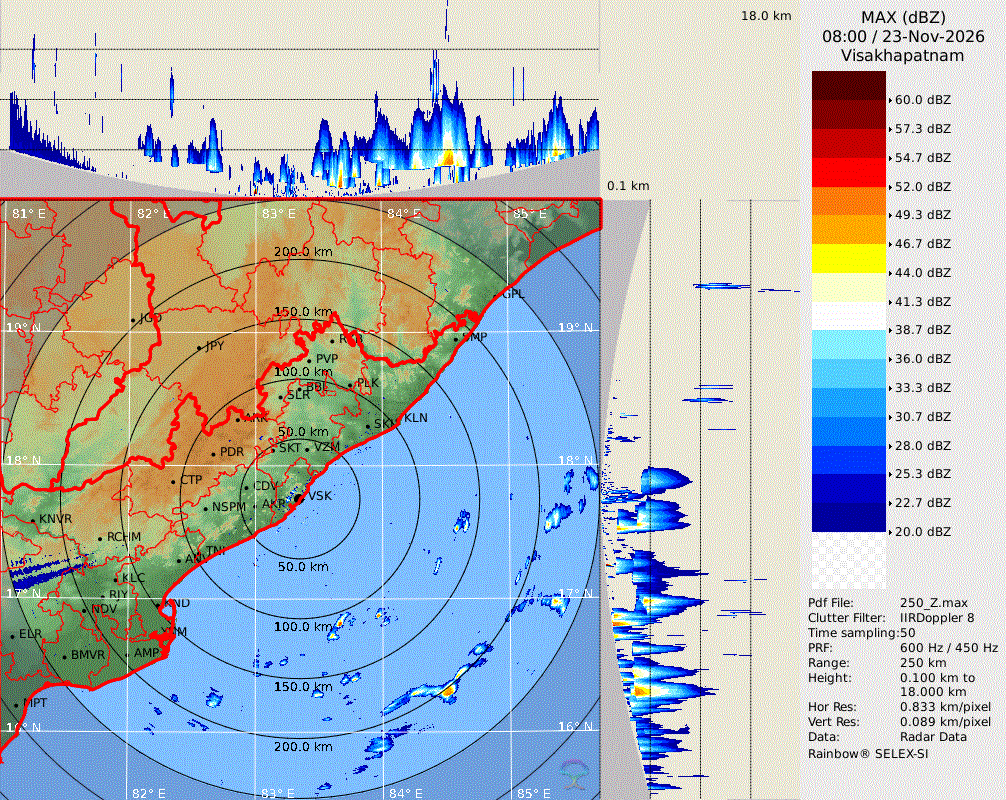 18.0 km
0.1 km
MAX (dBZ)
08:00 / 23-Nov-2026
Visakhapatnam
60.0 dBZ
57.3 dBZ
54.7 dBZ
52.0 dBZ
49.3 dBZ
46.7 dBZ
44.0 dBZ
41.3 dBZ
38.7 dBZ
36.0 dBZ
33.3 dBZ
30.7 dBZ
28.0 dBZ
25.3 dBZ
22.7 dBZ
20.0 dBZ
Pdf File: 250_Z.max
Clutter Filter: IIRDoppler 8
Time sampling:50
PRF: 600 Hz / 450 Hz
Range: 250 km
Height: 0.100 km to
18.000 km
Hor Res: 0.833 km/pixel
Vert Res: 0.089 km/pixel
Data: Radar Data
Rainbow® SELEX-SI
81° E 82° E 83° E 84° E 85° E
200.0 km
GPL
150.0 km
JGD
19° N 19° N
JPY
SMP
PVP
100.0 km
BBL
PLK
SLR
KLN
50.0 km
SKT
VZM
PDR
18° N 18° N
CTP
CDV
VSK
AKP
NSPM
KNVR
RCHM
TNI
50.0 km
KLC
17° N 17° N
NDV
KND
100.0 km
ELR
AMP
BMVR
150.0 km
MPT
16° N 16° N
200.0 km
82° E 83° E 84° E 85° E